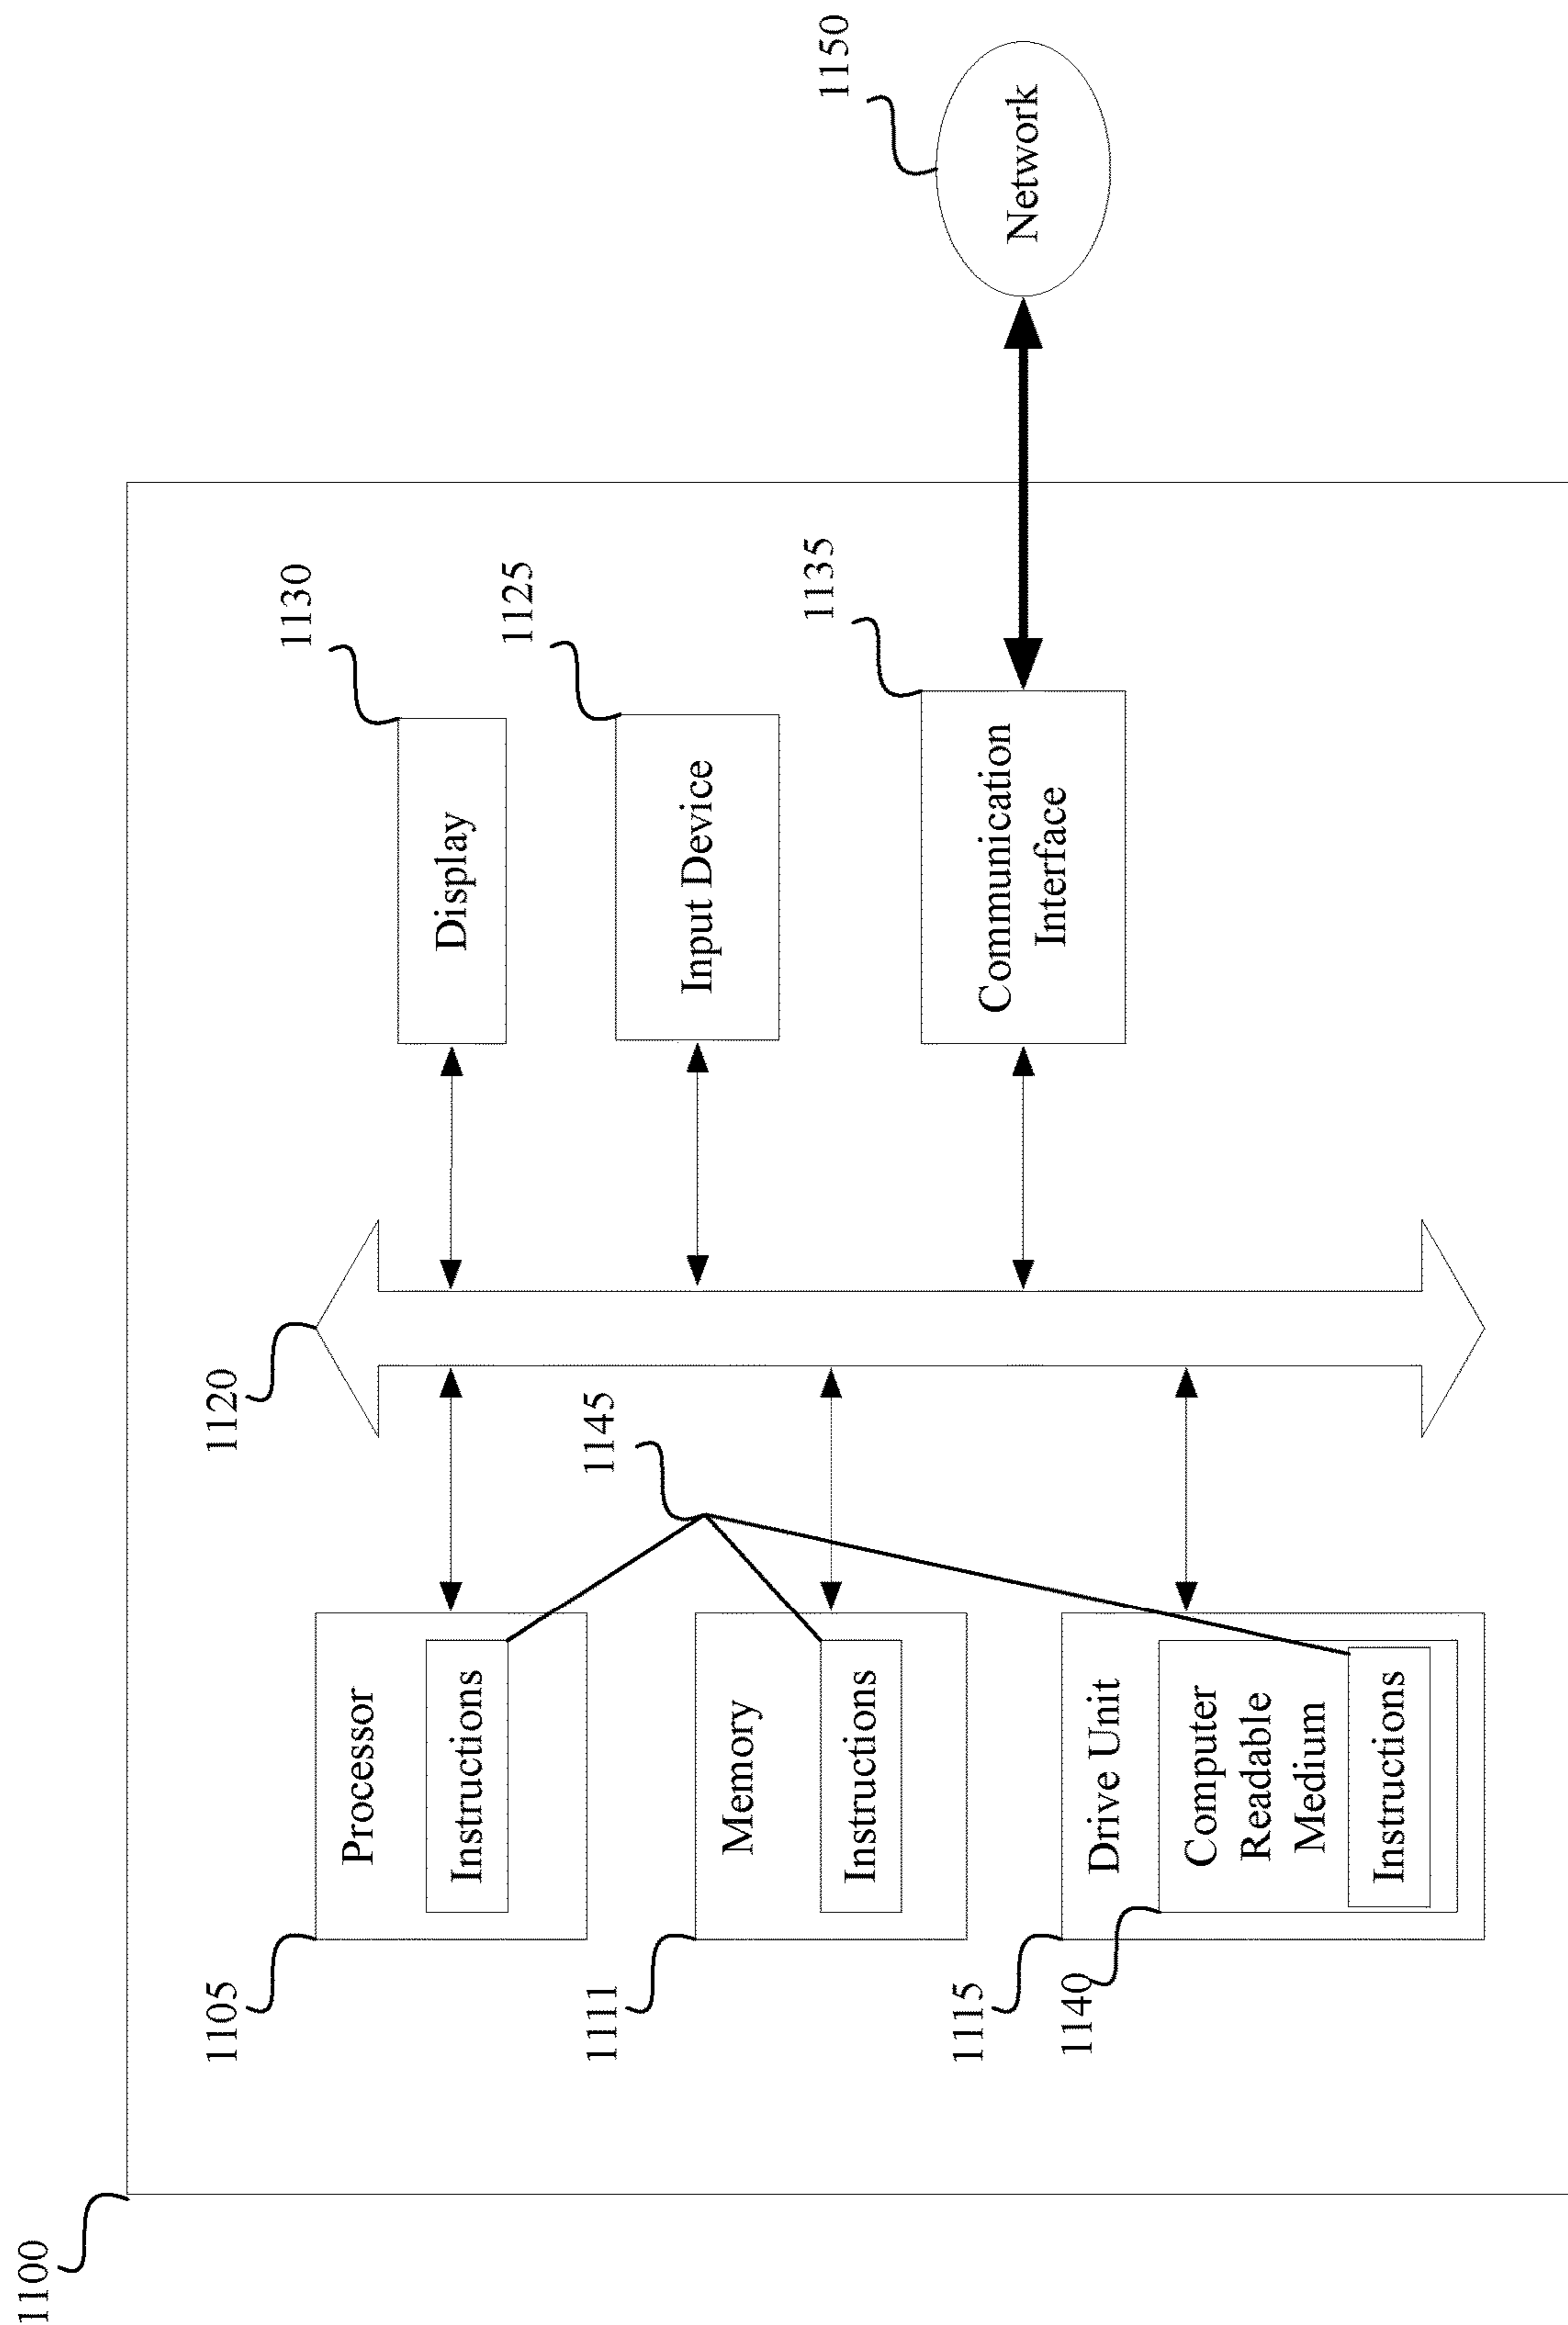 1100
1105
Processor
Instructions
1111
Memory
Instructions
1115
Drive Unit
1140
Computer
Readable
Medium
Instructions
1120
1145
1130
Display
1125
Input Device
1135
Communication
Interface
1150
Network